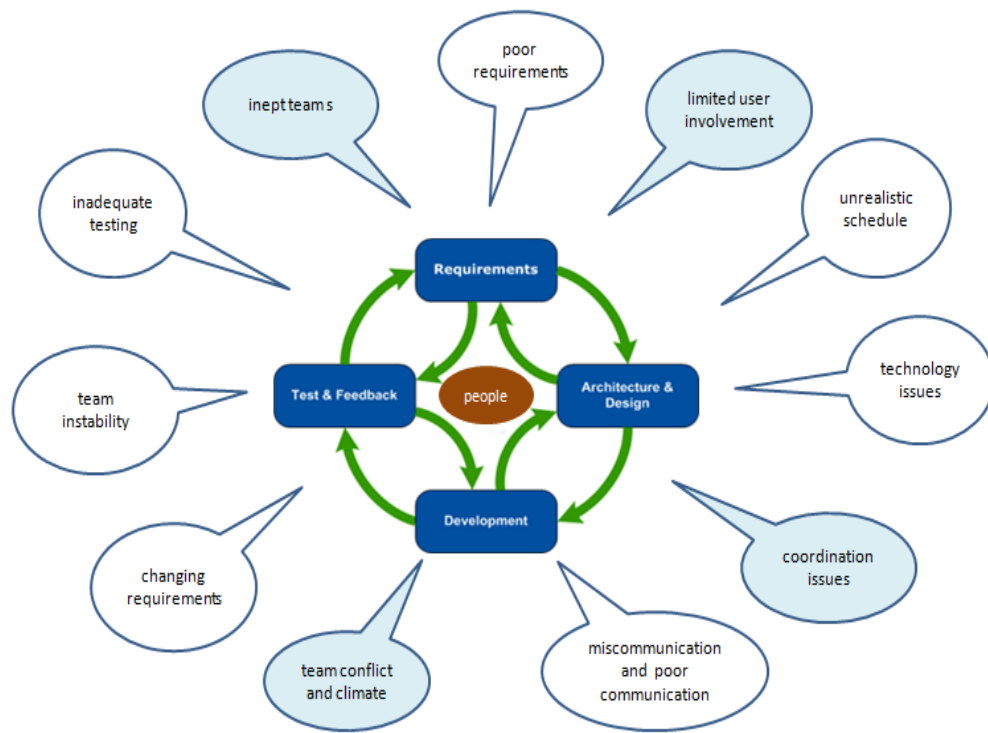 poor
requirements
inept teams
limited user
involvement
inadequate
testing
unrealistic
schedule
Requirements
technology
issues
Test & Feedback
people
Architecture &
Design
team
instability
Development
coordination
issues
changing
requirements
team conflict
and climate
miscommunication
and poor
communication